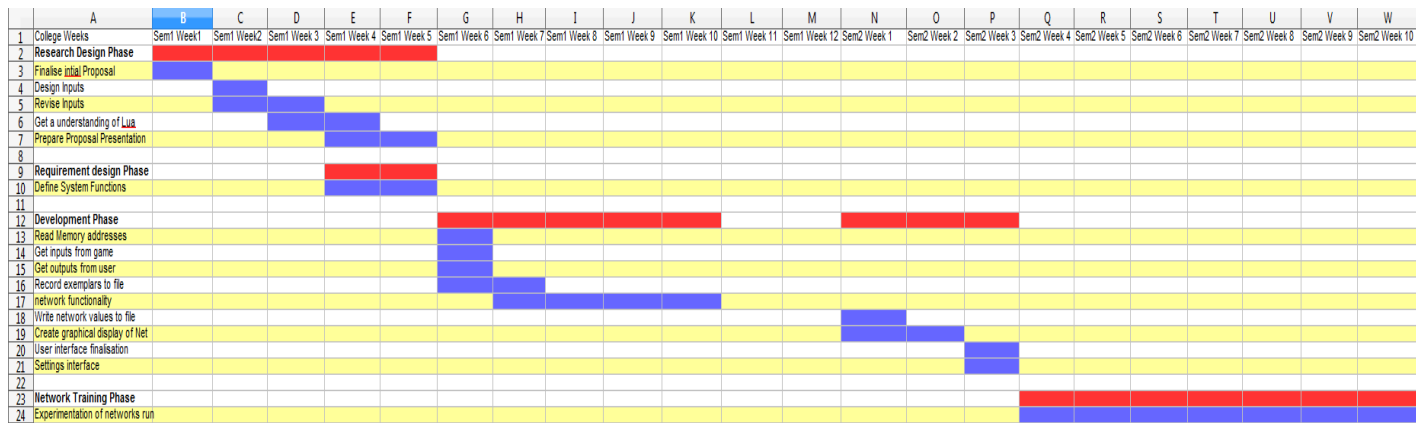 A B C D E F G H I J K L M N O P Q R S T U V W
1 College Weeks Sem1 Week1 Sem1 Week2 Sem1 Week 3 Sem1 Week 4 Sem1 Week 5 Sem1 Week 6 Sem1 Week 7 Sem1 Week 8 Sem1 Week 9 Sem1 Week 10 Sem1 Week 11 Sem1 Week 12 Sem2 Week 1 Sem2 Week 2 Sem2 Week 3 Sem2 Week 4 Sem2 Week 5 Sem2 Week 6 Sem2 Week 7 Sem2 Week 8 Sem2 Week 9 Sem2 Week 10
2 Research Design Phase
3 Finalise intial Proposal
4 Design Inputs
5 Revise Inputs
6 Get a understanding of Lua
7 Prepare Proposal Presentation
8
9 Requirement design Phase
10 Define System Functions
11
12 Development Phase
13 Read Memory addresses
14 Get inputs from game
15 Get outputs from user
16 Record exemplars to file
17 network functionality
18 Write network values to file
19 Create graphical display of Net
20 User interface finalisation
21 Settings interface
22
23 Network Training Phase
24 Experimentation of networks run